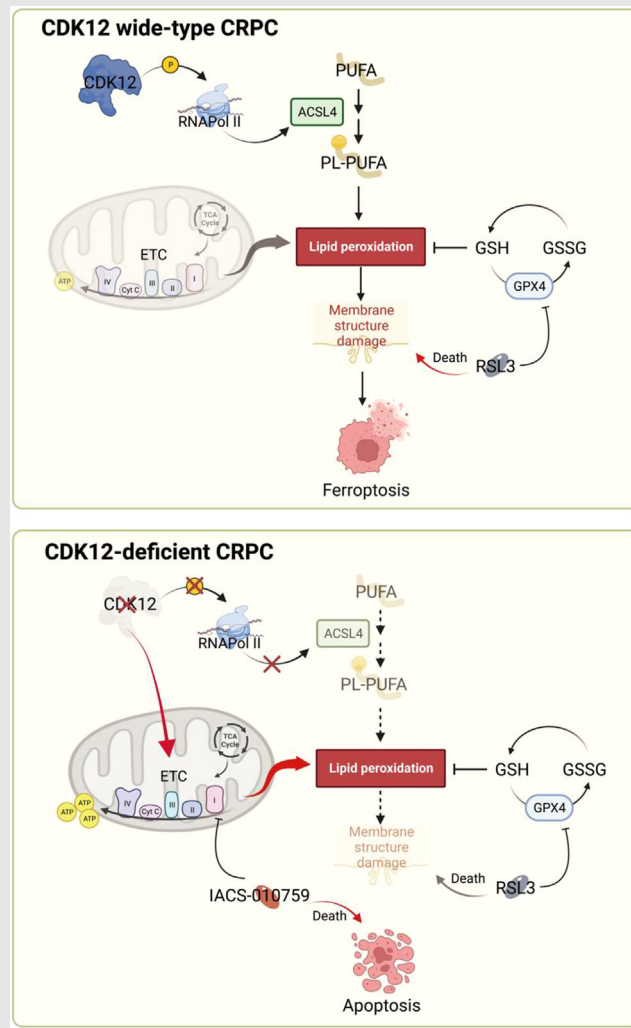 CDK12 wide-type CRPC
CDK12
P
RNAPol II
ACSL4
PUFA
PL-PUFA
TCA
Cycle
ETC
ATP
IV
Cyt C
III
II
I
Lipid peroxidation
GSH
GSSG
GPX4
Membrane
structure
damage
Death
RSL3
Ferroptosis
CDK12-deficient CRPC
CDK12
RNAPol II
ACSL4
PUFA
PL-PUFA
TCA
Cycle
ETC
ATP
ATP
ATP
IV
Cyt C
III
II
I
Lipid peroxidation
GSH
GSSG
GPX4
Membrane
structure
damage
Death
RSL3
IACS-010759
Death
Apoptosis